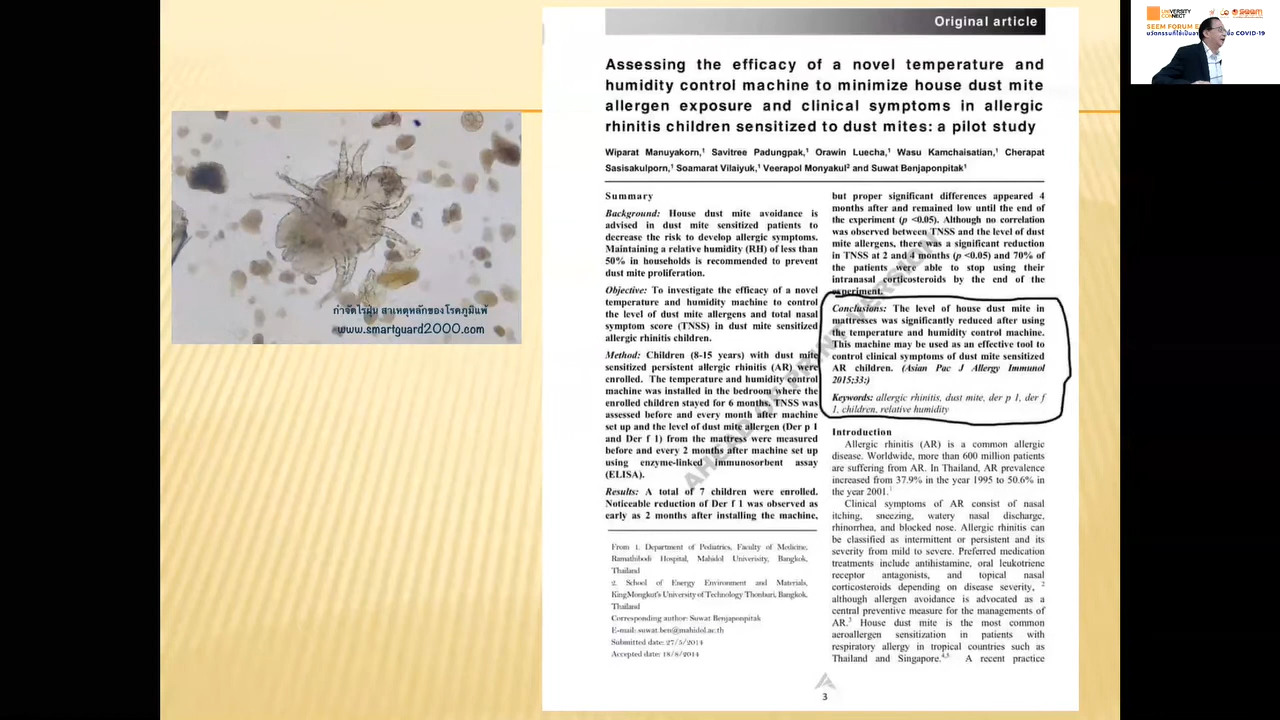 Original article
Assessing the efficacy of a novel temperature and
humidity control machine to minimize house dust mite
allergen exposure and clinical symptoms in allergic
rhinitis children sensitized to dust mites: a pilot study
Wiparat Manuyakorn,¹ Savitree Padungpak,¹ Orawin Luecha,¹ Wasu Kamchaisatian,¹ Cherapat
Sasisakulporn,¹ Soamarat Vilaiyuk,¹ Veerapol Monyakul² and Suwat Benjaponpitak¹
Summary
Background: House dust mite avoidance is
advised in dust mite sensitized patients to
decrease the risk to develop allergic symptoms.
Maintaining a relative humidity (RH) of less than
50% in households is recommended to prevent
dust mite proliferation.
Objective: To investigate the efficacy of a novel
temperature and humidity machine to control
the level of dust mite allergens and total nasal
symptom score (TNSS) in dust mite sensitized
allergic rhinitis children.
Method: Children (8-15 years) with dust mite
sensitized persistent allergic rhinitis (AR) were
enrolled. The temperature and humidity control
machine was installed in the bedroom where the
enrolled children stayed for 6 months. TNSS was
assessed before and every month after machine
set up and the level of dust mite allergen (Der p 1
and Der f 1) from the mattress were measured
before and every 2 months after machine set up
using enzyme-linked immunosorbent assay
(ELISA).
Results: A total of 7 children were enrolled.
Noticeable reduction of Der f 1 was observed as
early as 2 months after installing the machine,
From 1. Department of Pediatrics, Faculty of Medicine,
Ramathibodi Hospital, Mahidol Univerisity, Bangkok,
Thailand
2. School of Energy Environment and Materials,
KingMongkut's University of Technology Thonburi, Bangkok,
Thailand
Corresponding author: Suwat Benjaponpitak
E-mail: suwat.ben@mahidol.ac.th
Submitted date: 27/5/2014
Accepted date: 18/8/2014
but proper significant differences appeared 4
months after and remained low until the end of
the experiment (p <0.05). Although no correlation
was observed between TNSS and the level of dust
mite allergens, there was a significant reduction
in TNSS at 2 and 4 months (p <0.05) and 70% of
the patients were able to stop using their
intranasal corticosteroids by the end of the
experiment.
Conclusions: The level of house dust mite in
mattresses was significantly reduced after using
the temperature and humidity control machine.
This machine may be used as an effective tool to
control clinical symptoms of dust mite sensitized
AR children. (Asian Pac J Allergy Immunol
2015;33:)
Keywords: allergic rhinitis, dust mite, der p 1, der f
1, children, relative humidity
Introduction
Allergic rhinitis (AR) is a common allergic
disease. Worldwide, more than 600 million patients
are suffering from AR. In Thailand, AR prevalence
increased from 37.9% in the year 1995 to 50.6% in
the year 2001.¹
Clinical symptoms of AR consist of nasal
itching, sneezing, watery nasal discharge,
rhinorrhea, and blocked nose. Allergic rhinitis can
be classified as intermittent or persistent and its
severity from mild to severe. Preferred medication
treatments include antihistamine, oral leukotriene
receptor antagonists, and topical nasal
corticosteroids depending on disease severity, ²
although allergen avoidance is advocated as a
central preventive measure for the managements of
AR.³ House dust mite is the most common
aeroallergen sensitization in patients with
respiratory allergy in tropical countries such as
Thailand and Singapore.⁴,⁵ A recent practice
3
AHEAD OF PRINT VERSION
กำจัดไรฝุ่น สาเหตุหลักของโรคภูมิแพ้
www.smartguard2000.com
UNIVERSITY
CONNECT
seem
SEEM FORUM E
COVID-19